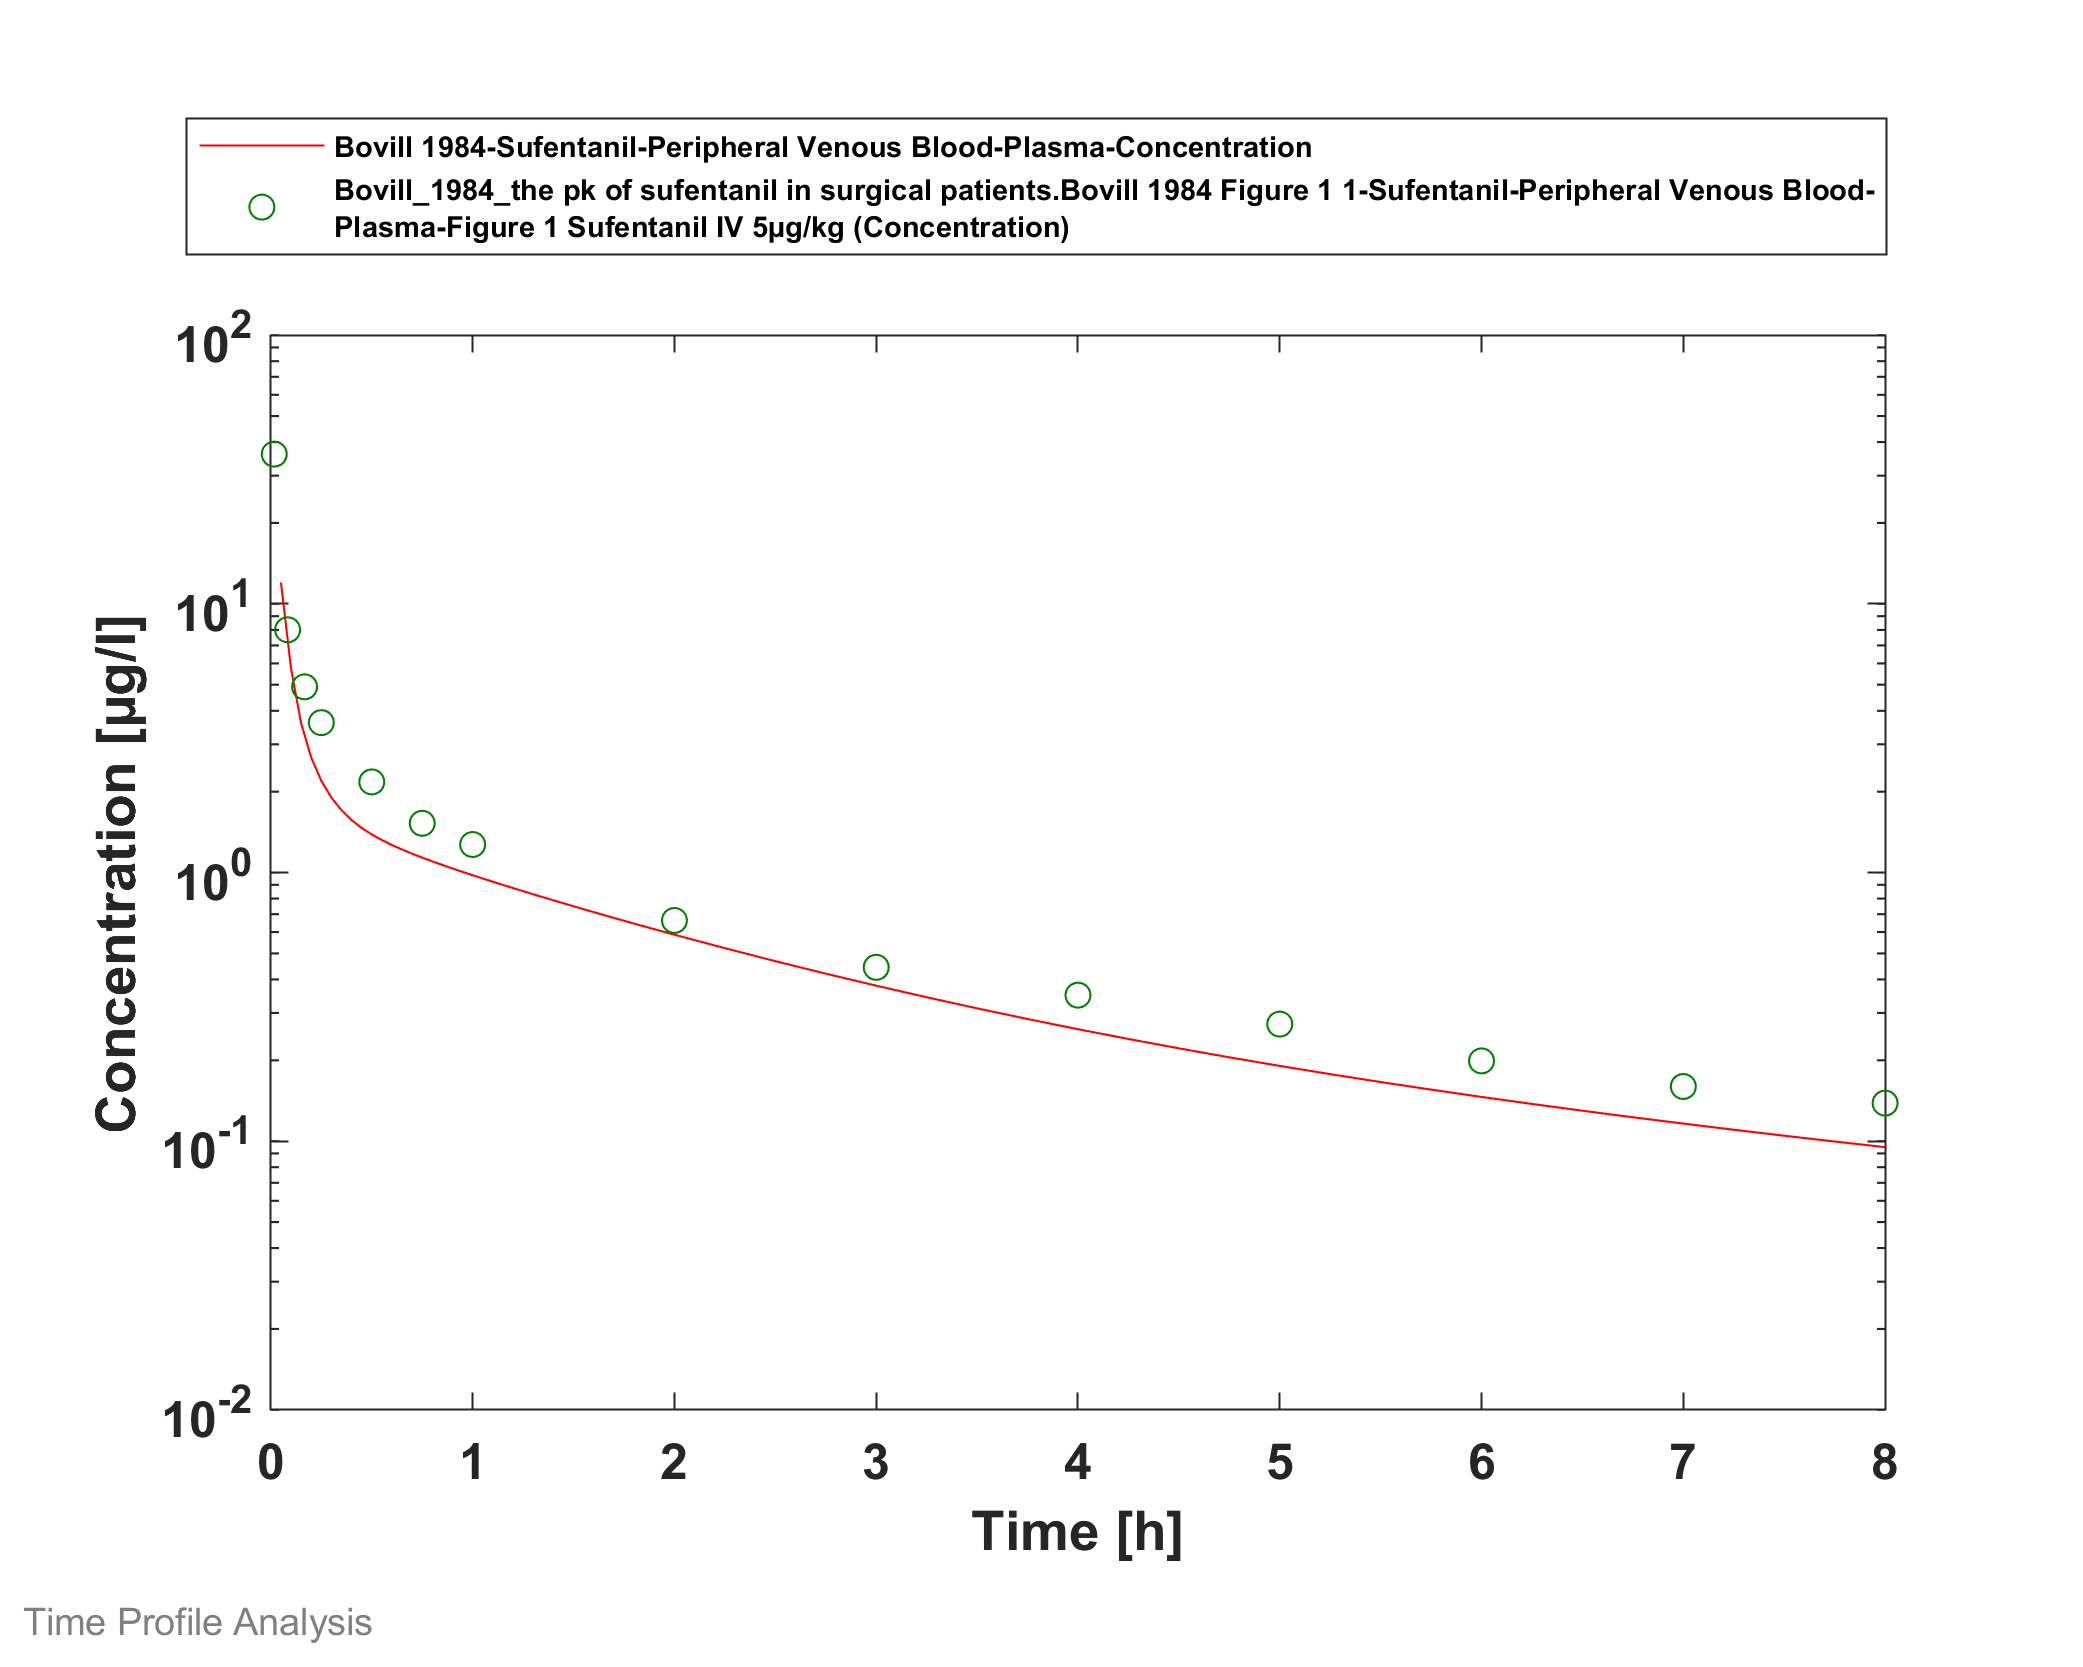 Bovill 1984-Sufentanil-Peripheral Venous Blood-Plasma-Concentration
Bovill_1984_the pk of sufentanil in surgical patients.Bovill 1984 Figure 1 1-Sufentanil-Peripheral Venous Blood-
Plasma-Figure 1 Sufentanil IV 5µg/kg (Concentration)
10^2
10^1
10^0
10^-1
10^-2
Concentration [µg/l]
0 1 2 3 4 5 6 7 8
Time [h]
Time Profile Analysis